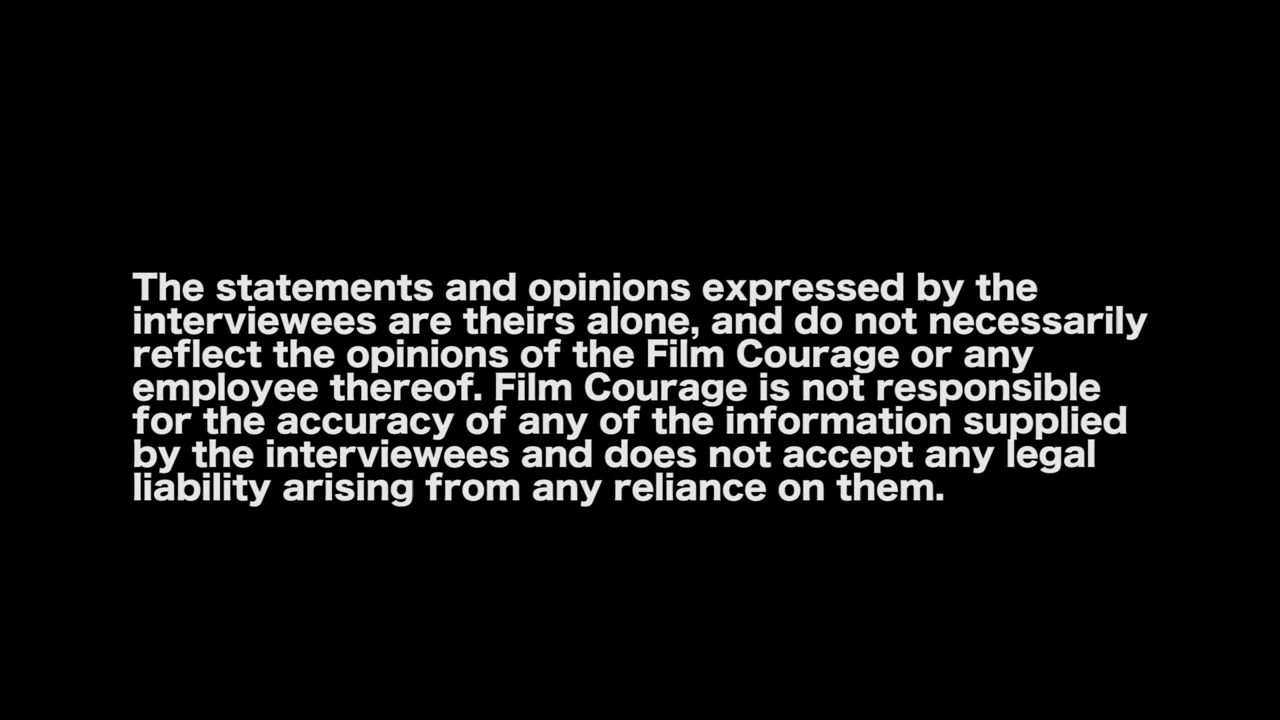 The statements and opinions expressed by the
interviewees are theirs alone, and do not necessarily
reflect the opinions of the Film Courage or any
employee thereof. Film Courage is not responsible
for the accuracy of any of the information supplied
by the interviewees and does not accept any legal
liability arising from any reliance on them.